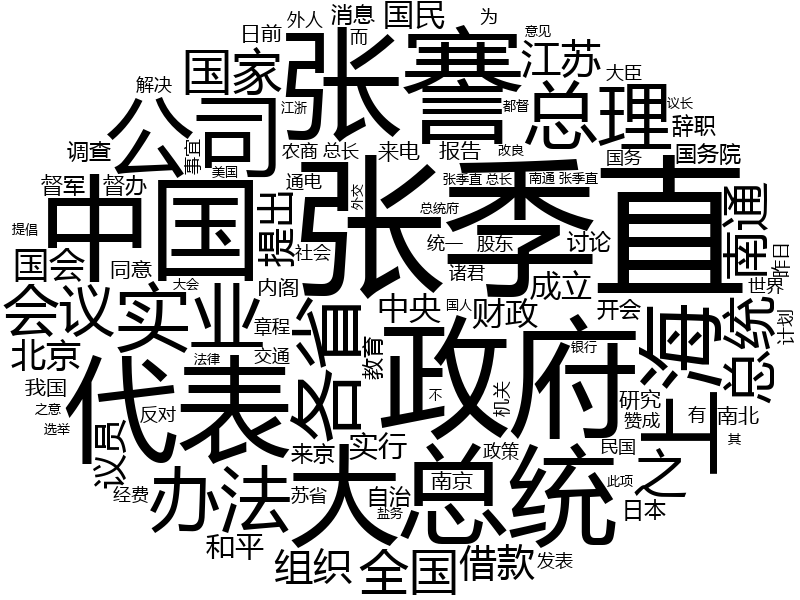 外人
消息
国民
为
日前
而
意见
国家
张謇
江苏
解决
大臣
公司
江浙
都督
总理
议长
辞职
调查
事宜
农商 总长
来电
报告
改良
国务
国务院
美国
督军
督办
中国
通电
外交
张季直 总长
南通 张季直
张季直
总统府
提出
南通
提倡
社会
统一
股东
讨论
昨日
国会
同意
诸君
大会
内阁
成立
世界
会议
实业
各省
中央
国人
财政
开会
上海
总统
计划
章程
北京
法律
交通
教育
政府
银行
我国
代表
不
机关
研究
之意
反对
赞成
有
南北
选举
议员
实行
其
来京
大总统
政策
民国
之
经费
办法
苏省
自治
南京
此项
盐务
日本
和平
组织
全国
借款
发表